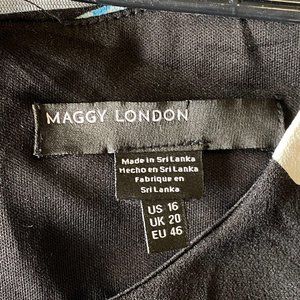 MAGGY LONDON
Made in Sri Lanka
Hecho en Sri Lanka
Fabrique en
Sri Lanka
US 16
UK 20
EU 46